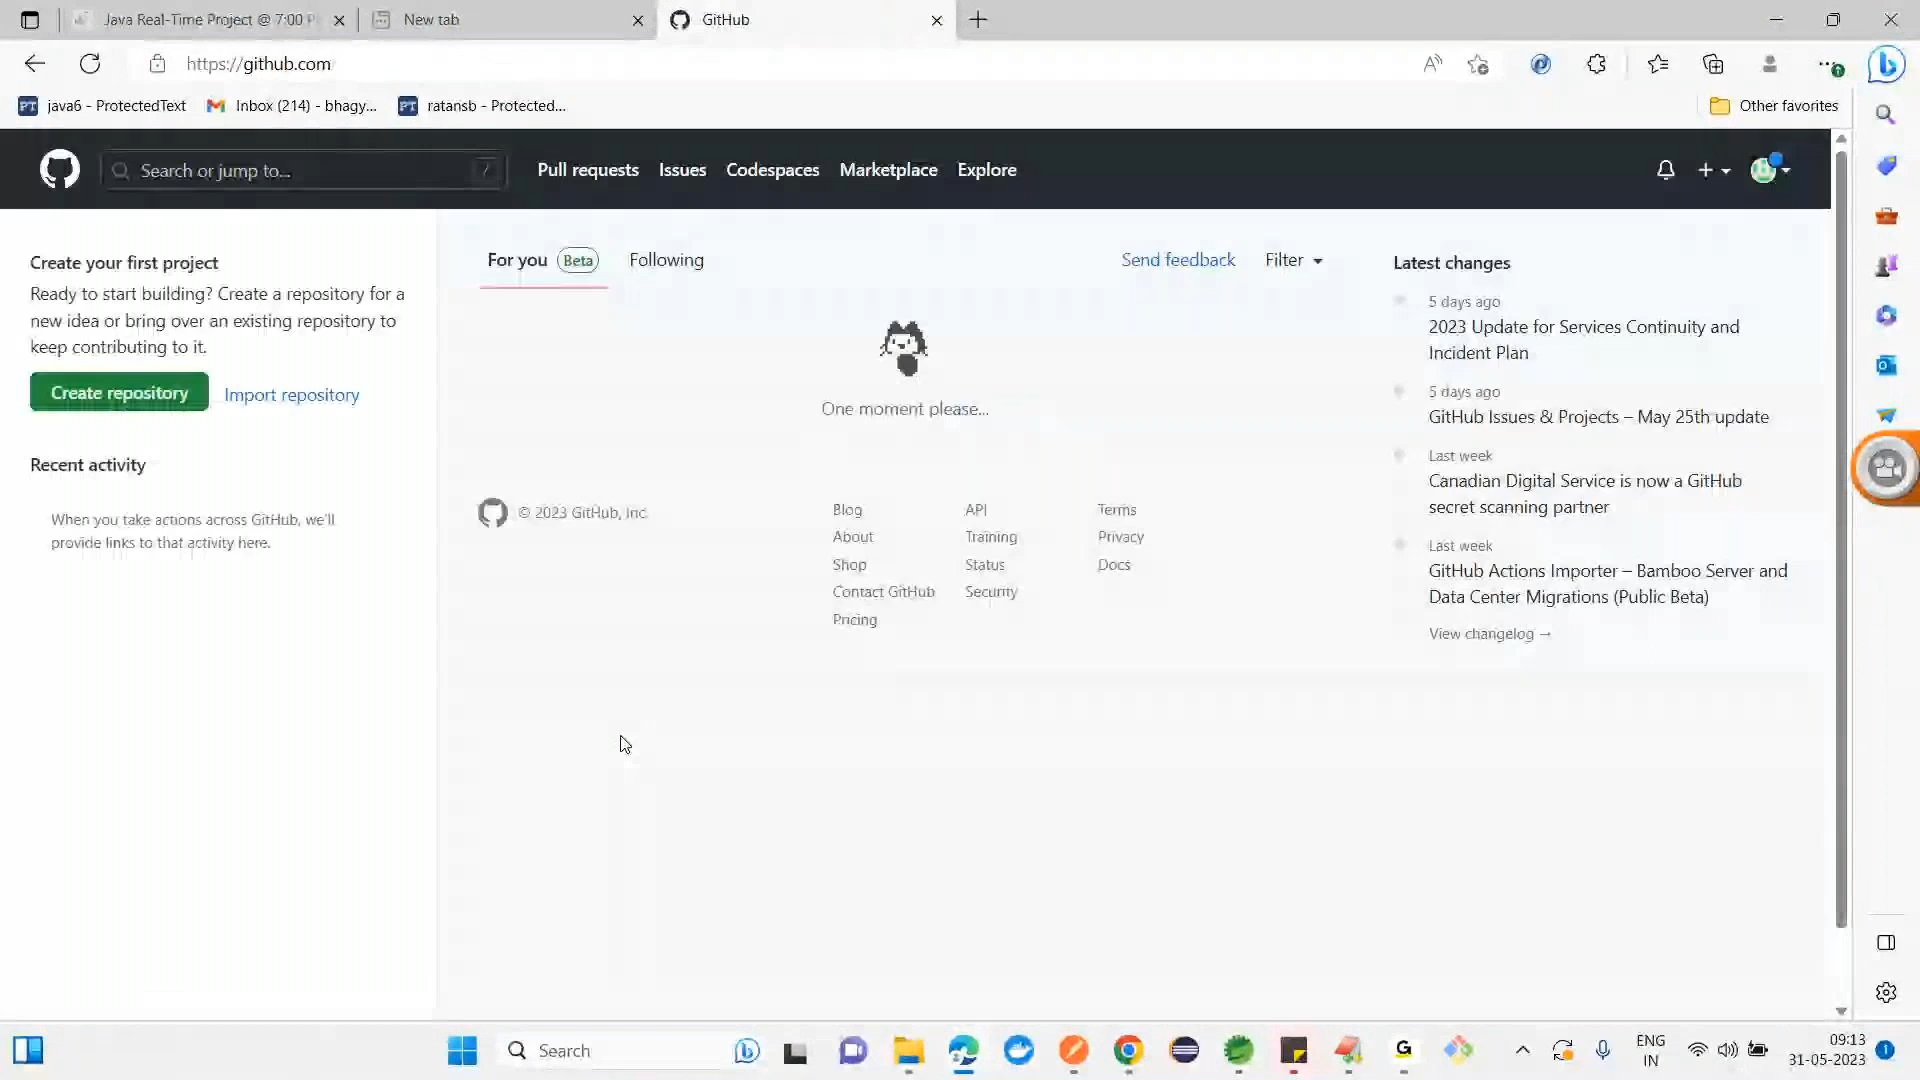 Java Real-Time Project @ 7:00 P
New tab
GitHub
https://github.com
java6 - ProtectedText
Inbox (214) - bhagy...
ratansb - Protected...
Other favorites
Search or jump to...
/
Pull requests
Issues
Codespaces
Marketplace
Explore
Create your first project
Ready to start building? Create a repository for a
new idea or bring over an existing repository to
keep contributing to it.
Create repository
Import repository
Recent activity
When you take actions across GitHub, we'll
provide links to that activity here.
For you
Beta
Following
Send feedback
Filter
One moment please...
© 2023 GitHub, Inc.
Blog
About
Shop
Contact GitHub
Pricing
API
Training
Status
Security
Terms
Privacy
Docs
Latest changes
5 days ago
2023 Update for Services Continuity and
Incident Plan
5 days ago
GitHub Issues & Projects – May 25th update
Last week
Canadian Digital Service is now a GitHub
secret scanning partner
Last week
GitHub Actions Importer – Bamboo Server and
Data Center Migrations (Public Beta)
View changelog →
Search
ENG
IN
09:13
31-05-2023
1